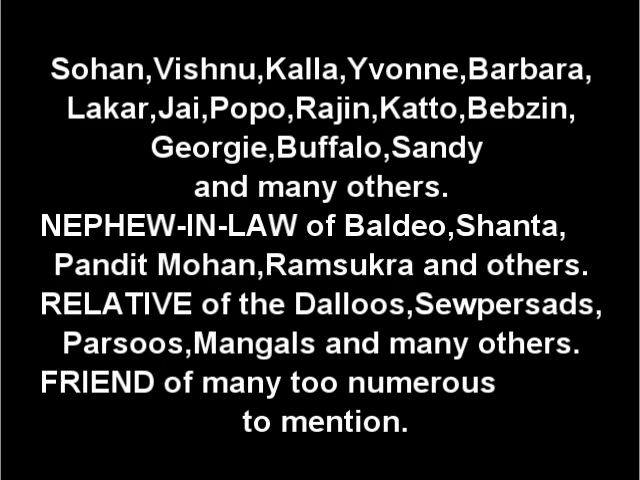 Sohan,Vishnu,Kalla,Yvonne,Barbara,
Lakar,Jai,Popo,Rajin,Katto,Bebzin,
Georgie,Buffalo,Sandy
and many others.
NEPHEW-IN-LAW of Baldeo,Shanta,
Pandit Mohan,Ramsukra and others.
RELATIVE of the Dalloos,Sewpersads,
Parsoos,Mangals and many others.
FRIEND of many too numerous
to mention.